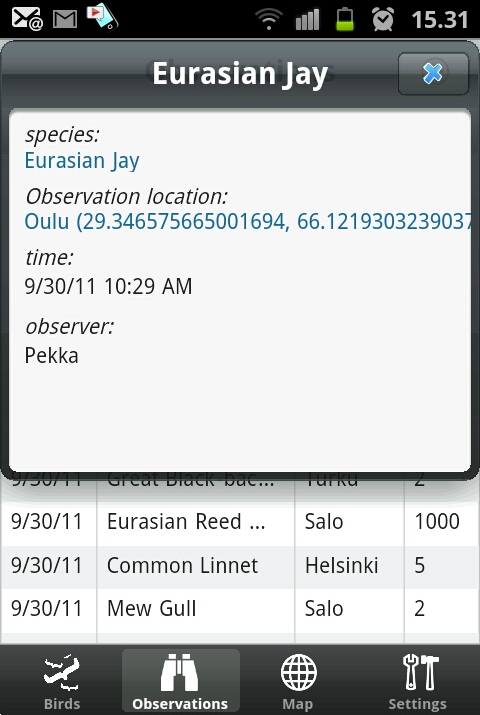 15.31
Eurasian Jay
species:
Eurasian Jay
Observation location:
Oulu (29.346575665001694, 66.1219303239037
time:
9/30/11 10:29 AM
observer:
Pekka
9/30/11 Great Black-bac... Turku 2
9/30/11 Eurasian Reed ... Salo 1000
9/30/11 Common Linnet Helsinki 5
9/30/11 Mew Gull Salo 2
Birds Observations Map Settings